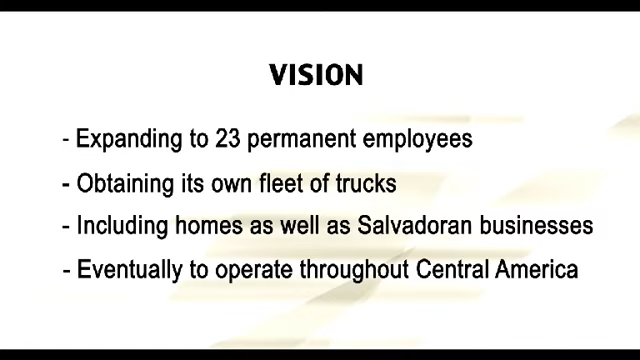 VISION
- Expanding to 23 permanent employees
- Obtaining its own fleet of trucks
- Including homes as well as Salvadoran businesses
- Eventually to operate throughout Central America